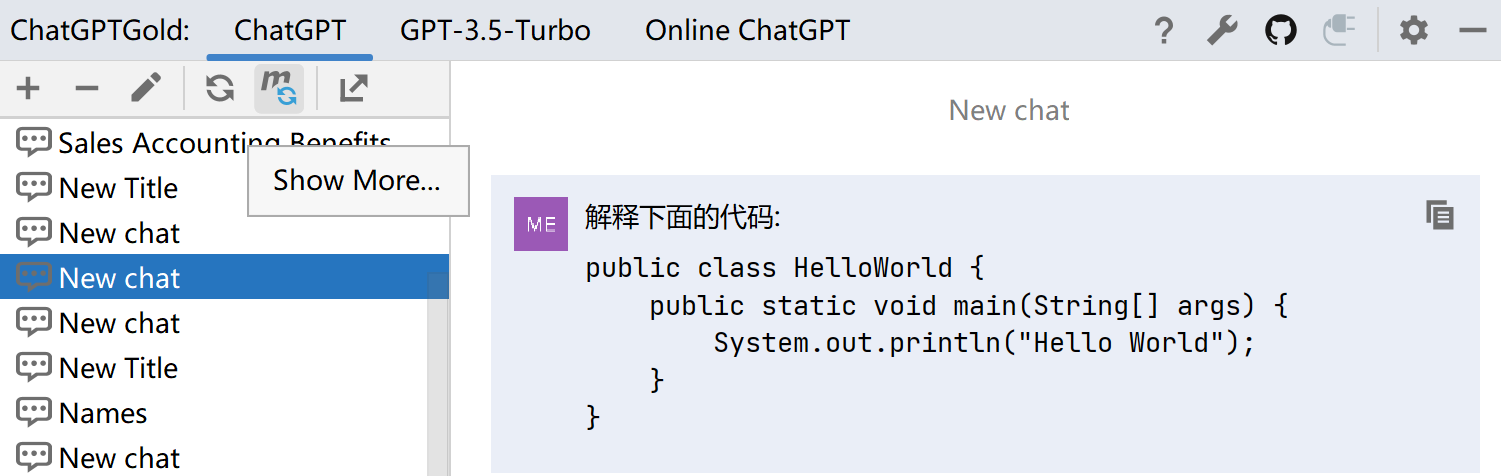 ChatGPTGold: ChatGPT GPT-3.5-Turbo Online ChatGPT
Sales Accounting Benefits
New Title
New chat
New chat
New chat
New Title
Names
New chat
Show More...
New chat
ME
解释下面的代码:
public class HelloWorld {
    public static void main(String[] args) {
        System.out.println("Hello World");
    }
}